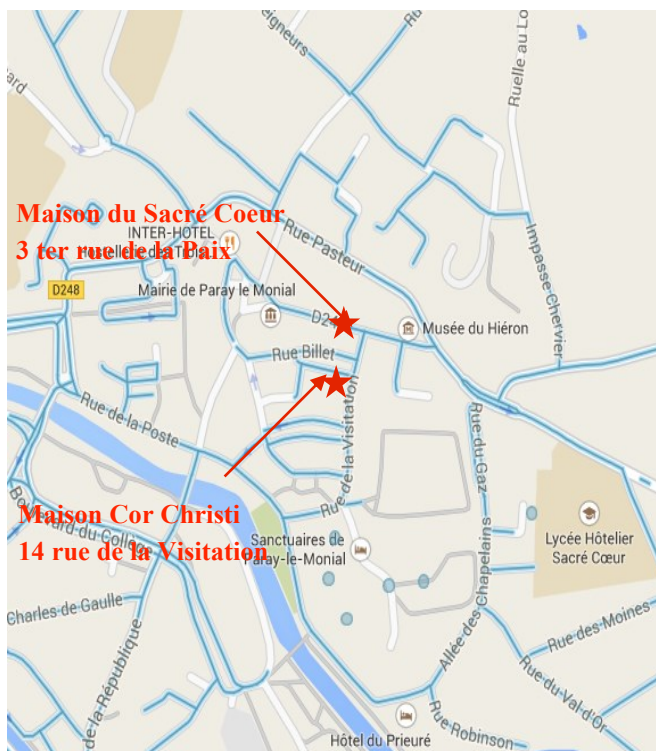 Ruelle au Lo
Maison du Sacré Coeur
3 ter rue de la Paix
INTER-HOTEL
Rue Pasteur
Impasse Chervier
D248
Mairie de Paray le Monial
D24
Musée du Hiéron
Rue Billet
Rue de la Poste
Rue de la Visitation
Rue du Gaz
Maison Cor Christi
14 rue de la Visitation
Sanctuaires de
Paray-le-Monial
Lycée Hôtelier
Sacré Cœur
Charles de Gaulle
de la République
Allée des Chapelains
Rue des Moines
Rue du Val d'Or
Rue Robinson
Hôtel du Prieuré